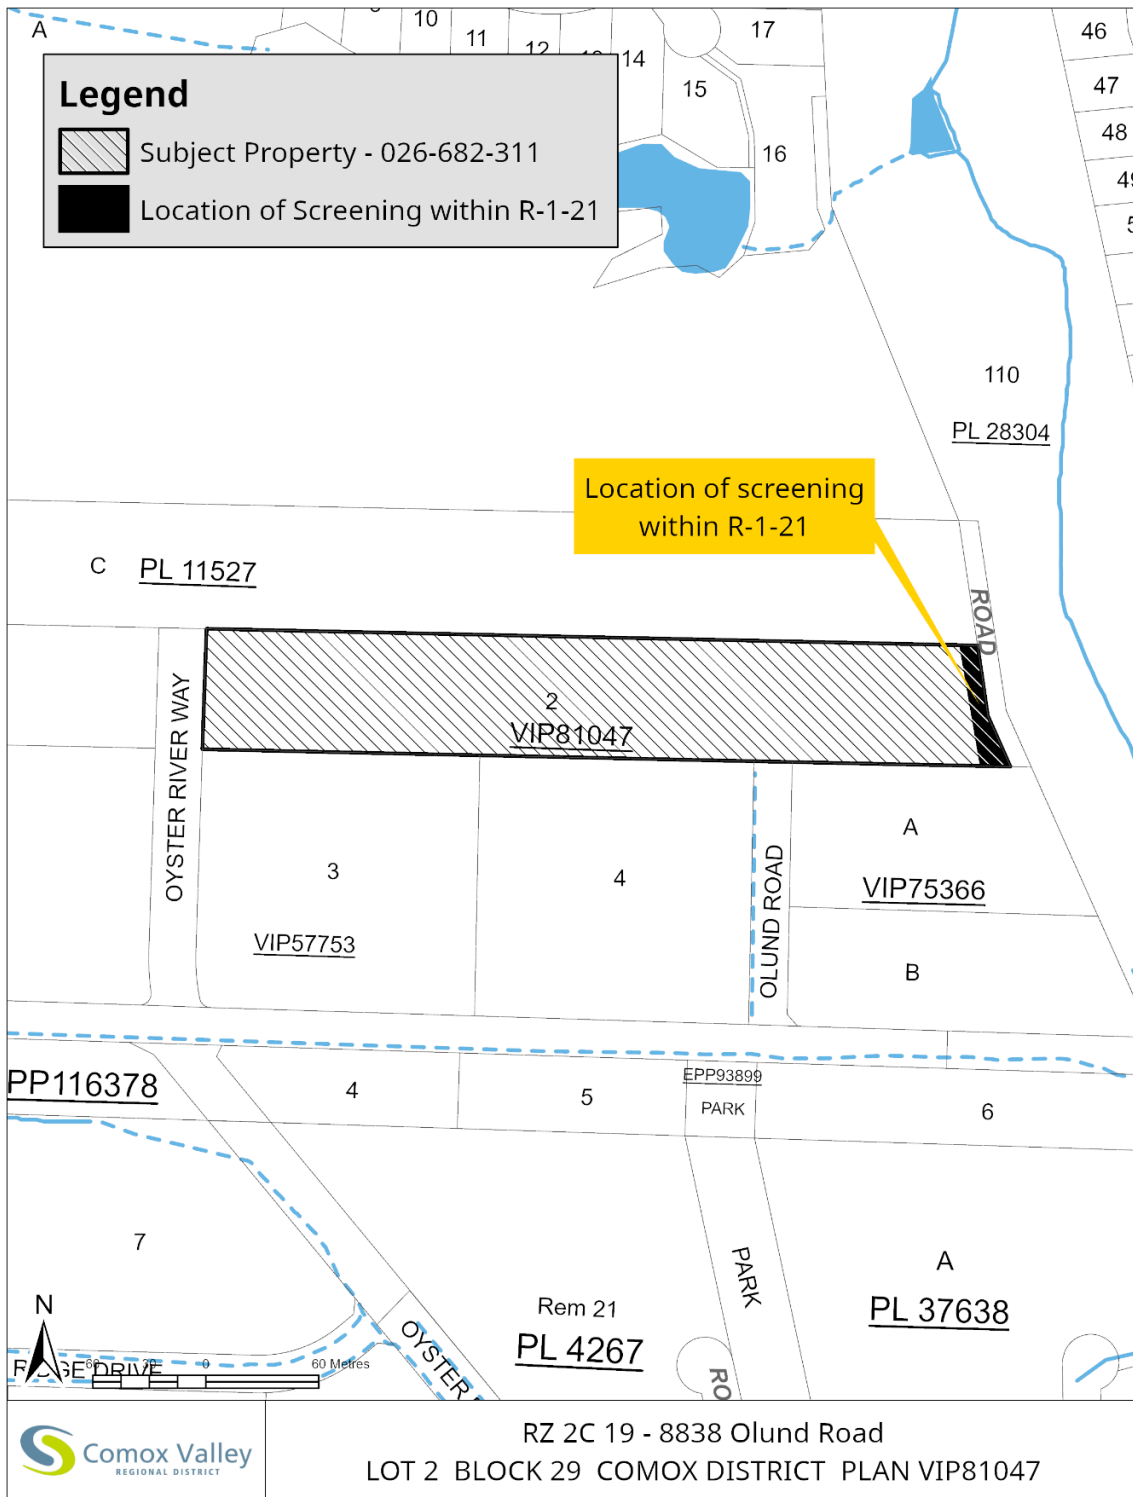 A
10
11
12
14
15
16
17
46
47
48
Legend
Subject Property - 026-682-311
Location of Screening within R-1-21
110
PL 28304
Location of screening
within R-1-21
C PL 11527
ROAD
2
VIP81047
OYSTER RIVER WAY
3
VIP57753
4
OLUND ROAD
A
VIP75366
B
PP116378
4
5
EPP93899
PARK
6
7
PARK
A
PL 37638
Rem 21
PL 4267
OYSTER
RO
N
DRIVE
60 30 0 60 Metres
Comox Valley
REGIONAL DISTRICT
RZ 2C 19 - 8838 Olund Road
LOT 2 BLOCK 29 COMOX DISTRICT PLAN VIP81047